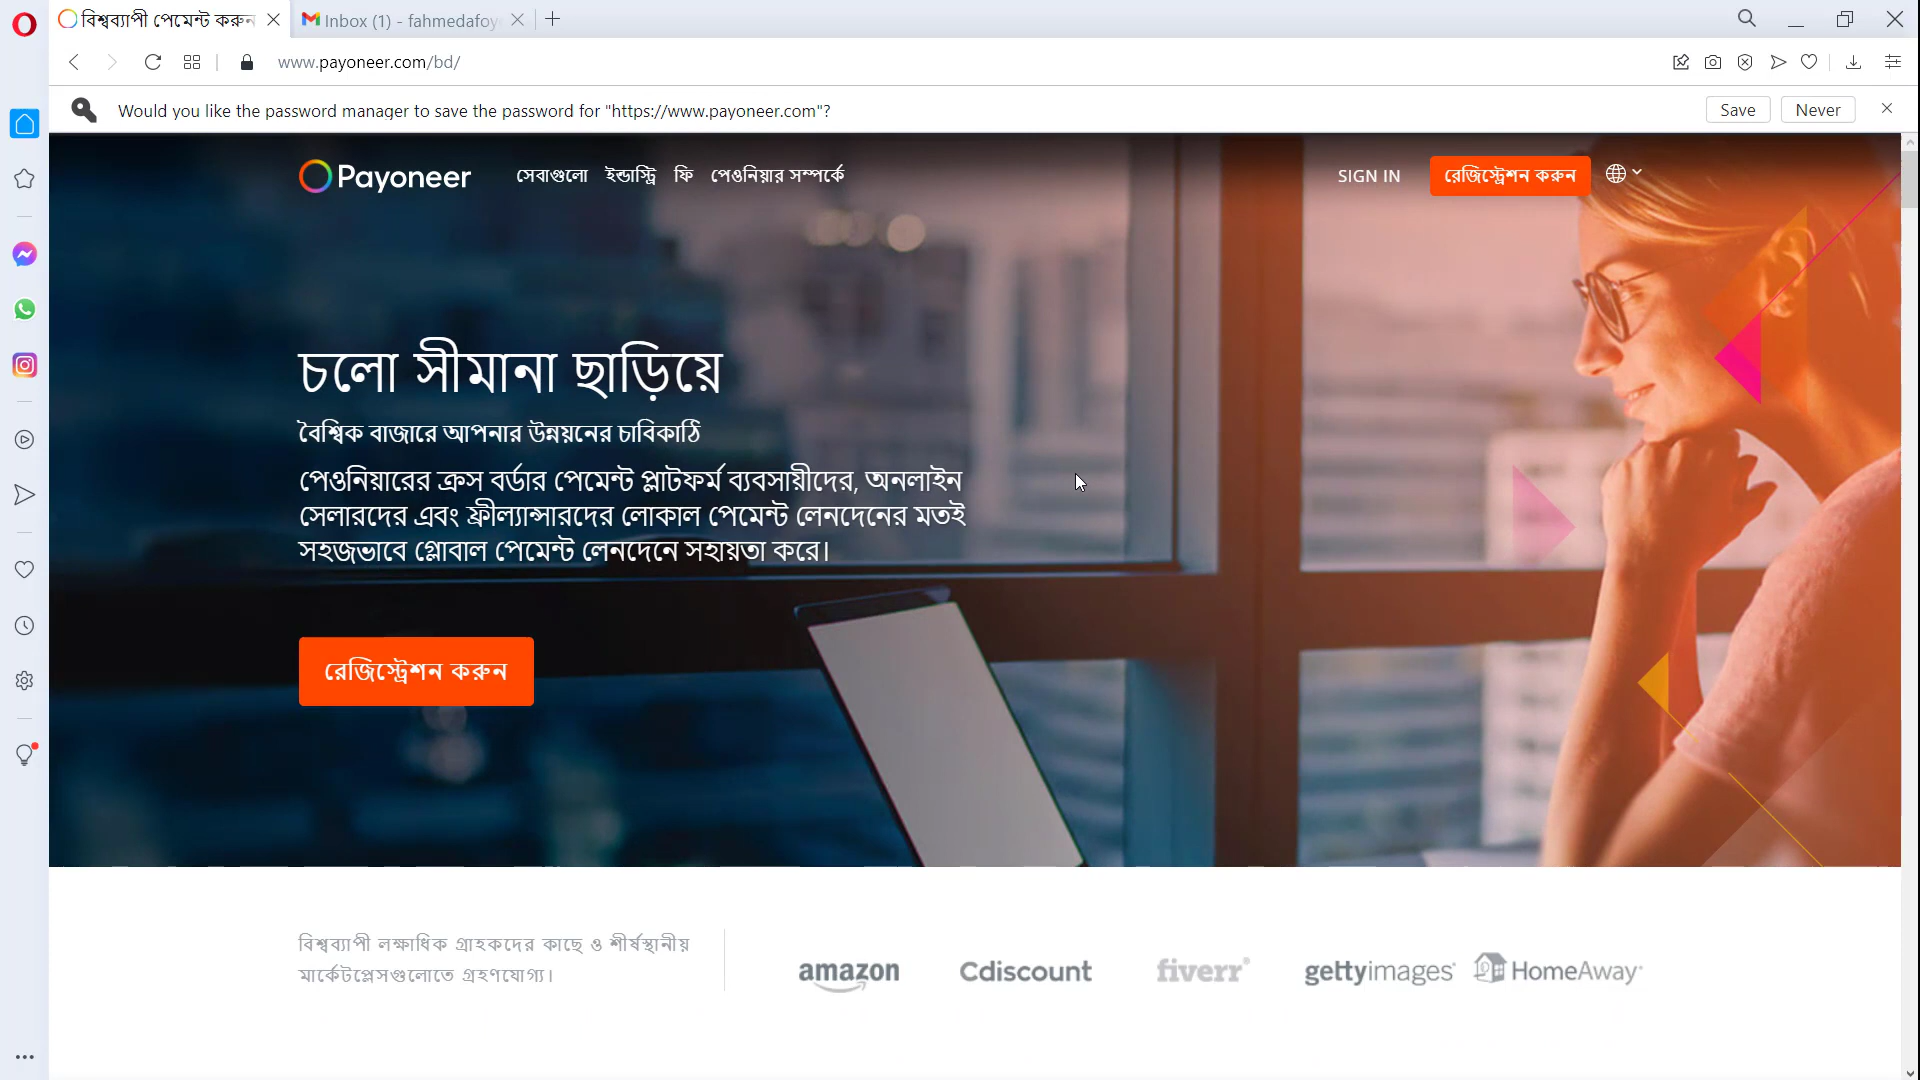 বিশ্বব্যাপী পেমেন্ট করুন
Inbox (1) - fahmedafoy
www.payoneer.com/bd/
Would you like the password manager to save the password for "https://www.payoneer.com"?
Save
Never
Payoneer
সেবাগুলো
ইন্ডাস্ট্রি
ফি
পেওনিয়ার সম্পর্কে
SIGN IN
রেজিস্ট্রেশন করুন
চলো সীমানা ছাড়িয়ে
বৈশ্বিক বাজারে আপনার উন্নয়নের চাবিকাঠি
পেওনিয়ারের ক্রস বর্ডার পেমেন্ট প্লাটফর্ম ব্যবসায়ীদের, অনলাইন
সেলারদের এবং ফ্রীল্যান্সারদের লোকাল পেমেন্ট লেনদেনের মতই
সহজভাবে গ্লোবাল পেমেন্ট লেনদেনে সহায়তা করে।
রেজিস্ট্রেশন করুন
বিশ্বব্যাপী লক্ষাধিক গ্রাহকদের কাছে ও শীর্ষস্থানীয়
মার্কেটপ্লেসগুলোতে গ্রহণযোগ্য।
amazon
Cdiscount
fiverr
gettyimages
HomeAway